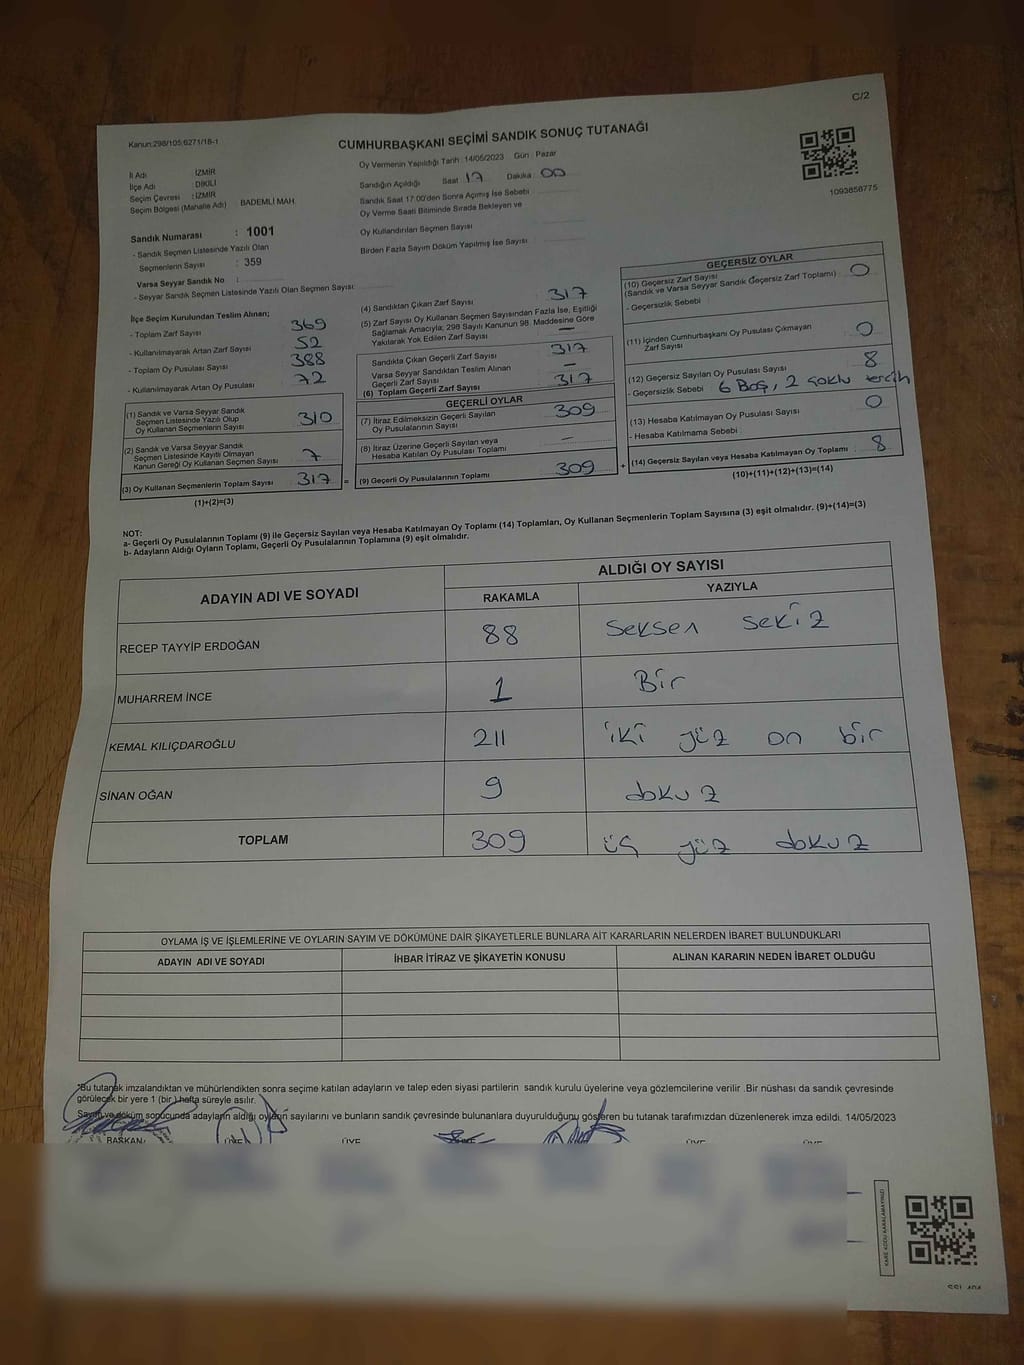 C/2
Kanun:298/105;6271/18-1
CUMHURBAŞKANI SEÇİMİ SANDIK SONUÇ TUTANAĞI
1093856775
İl Adı : İZMİR
İlçe Adı : DİKİLİ
Seçim Çevresi : İZMİR
Seçim Bölgesi (Mahalle Adı) BADEMLİ MAH.
Sandık Numarası : 1001
- Sandık Seçmen Listesinde Yazılı Olan
Seçmenlerin Sayısı : 359
Varsa Seyyar Sandık No :
- Seyyar Sandık Seçmen Listesinde Yazılı Olan Seçmen Sayısı:
Oy Vermenin Yapıldığı Tarih :14/05/2023 Gün : Pazar
Sandığın Açıldığı Saat 17 Dakika 00
Sandık Saat 17:00'den Sonra Açımış İse Sebebi
Oy Verme Saati Bitiminde Sırada Bekleyen ve
Oy Kullandırılan Seçmen Sayısı
Birden Fazla Sayım Döküm Yapılmış İse Sayısı
İlçe Seçim Kurulundan Teslim Alınan;
- Toplam Zarf Sayısı 369
- Kullanılmayarak Artan Zarf Sayısı 52
- Toplam Oy Pusulası Sayısı 388
- Kullanılmayarak Artan Oy Pusulası 72
(1) Sandık ve Varsa Seyyar Sandık
Seçmen Listesinde Yazılı Olup
Oy Kullanan Seçmenlerin Sayısı 310
(2) Sandık ve Varsa Seyyar Sandık
Seçmen Listesinde Kayıtlı Olmayan
Kanun Gereği Oy Kullanan Seçmen Sayısı 7
(3) Oy Kullanan Seçmenlerin Toplam Sayısı 317 =
(1)+(2)=(3)
(4) Sandıktan Çıkan Zarf Sayısı 317
(5) Zarf Sayısı Oy Kullanan Seçmen Sayısından Fazla İse, Eşitliği
Sağlamak Amacıyla; 298 Sayılı Kanunun 98. Maddesine Göre
Yakılarak Yok Edilen Zarf Sayısı —
Sandıkta Çıkan Geçerli Zarf Sayısı 317
Varsa Seyyar Sandıktan Teslim Alınan
Geçerli Zarf Sayısı —
(6) Toplam Geçerli Zarf Sayısı 317
GEÇERLİ OYLAR
(7) İtiraz Edilmeksizin Geçerli Sayılan
Oy Pusulalarının Sayısı 309
(8) İtiraz Üzerine Geçerli Sayılan veya
Hesaba Katılan Oy Pusulası Toplamı —
(9) Geçerli Oy Pusulalarının Toplamı 309 +
GEÇERSİZ OYLAR
(10) Geçersiz Zarf Sayısı
(Sandık ve Varsa Seyyar Sandık Geçersiz Zarf Toplamı) 0
- Geçersizlik Sebebi :
(11) İçinden Cumhurbaşkanı Oy Pusulası Çıkmayan
Zarf Sayısı 0
(12) Geçersiz Sayılan Oy Pusulası Sayısı 8
- Geçersizlik Sebebi 6 Boş, 2 çoklu tercih
(13) Hesaba Katılmayan Oy Pusulası Sayısı 0
- Hesaba Katılmama Sebebi :
(14) Geçersiz Sayılan veya Hesaba Katılmayan Oy Toplamı 8
(10)+(11)+(12)+(13)=(14)
NOT:
a- Geçerli Oy Pusulalarının Toplamı (9) ile Geçersiz Sayılan veya Hesaba Katılmayan Oy Toplamı (14) Toplamları, Oy Kullanan Seçmenlerin Toplam Sayısına (3) eşit olmalıdır. (9)+(14)=(3)
b- Adayların Aldığı Oyların Toplamı, Geçerli Oy Pusulalarının Toplamına (9) eşit olmalıdır.
ADAYIN ADI VE SOYADI ALDIĞI OY SAYISI
RAKAMLA YAZIYLA
RECEP TAYYİP ERDOĞAN 88 seksen sekiz
MUHARREM İNCE 1 Bir
KEMAL KILIÇDAROĞLU 211 iki yüz on bir
SİNAN OĞAN 9 dokuz
TOPLAM 309 üç yüz dokuz
OYLAMA İŞ VE İŞLEMLERİNE VE OYLARIN SAYIM VE DÖKÜMÜNE DAİR ŞİKAYETLERLE BUNLARA AİT KARARLARIN NELERDEN İBARET BULUNDUKLARI
ADAYIN ADI VE SOYADI İHBAR İTİRAZ VE ŞİKAYETİN KONUSU ALINAN KARARIN NEDEN İBARET OLDUĞU
*Bu tutanak imzalandıktan ve mühürlendikten sonra seçime katılan adayların ve talep eden siyasi partilerin sandık kurulu üyelerine veya gözlemcilerine verilir .Bir nüshası da sandık çevresinde
görülecek bir yere 1 (bir ) hafta süreyle asılır.
Sayım ve döküm sonucunda adayların aldığı oyların sayılarını ve bunların sandık çevresinde bulunanlara duyurulduğunu gösteren bu tutanak tarafımızdan düzenlenerek imza edildi. 14/05/2023
BAŞKAN ÜYE ÜYE ÜYE ÜYE ÜYE
KARE KODU KARALAMAYINIZ!